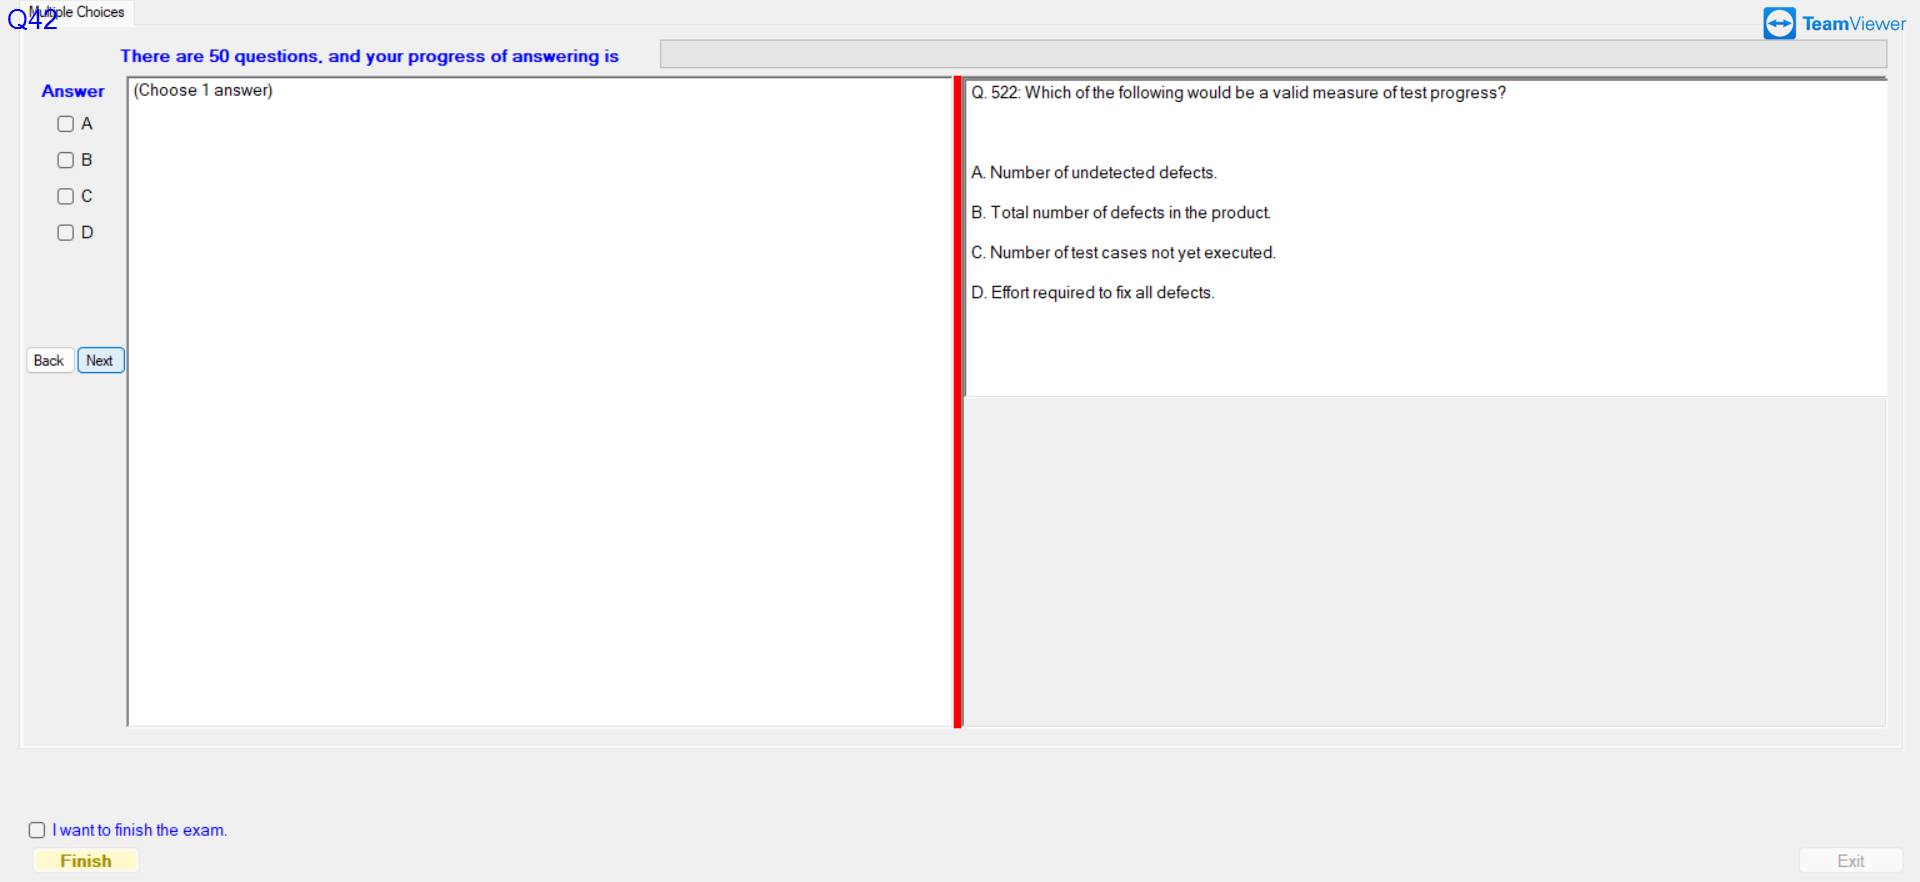 Q42
Multiple Choices
TeamViewer
There are 50 questions, and your progress of answering is
Answer
(Choose 1 answer)
A
B
C
D
Back
Next
Q. 522: Which of the following would be a valid measure of test progress?
A. Number of undetected defects.
B. Total number of defects in the product.
C. Number of test cases not yet executed.
D. Effort required to fix all defects.
I want to finish the exam.
Finish
Exit